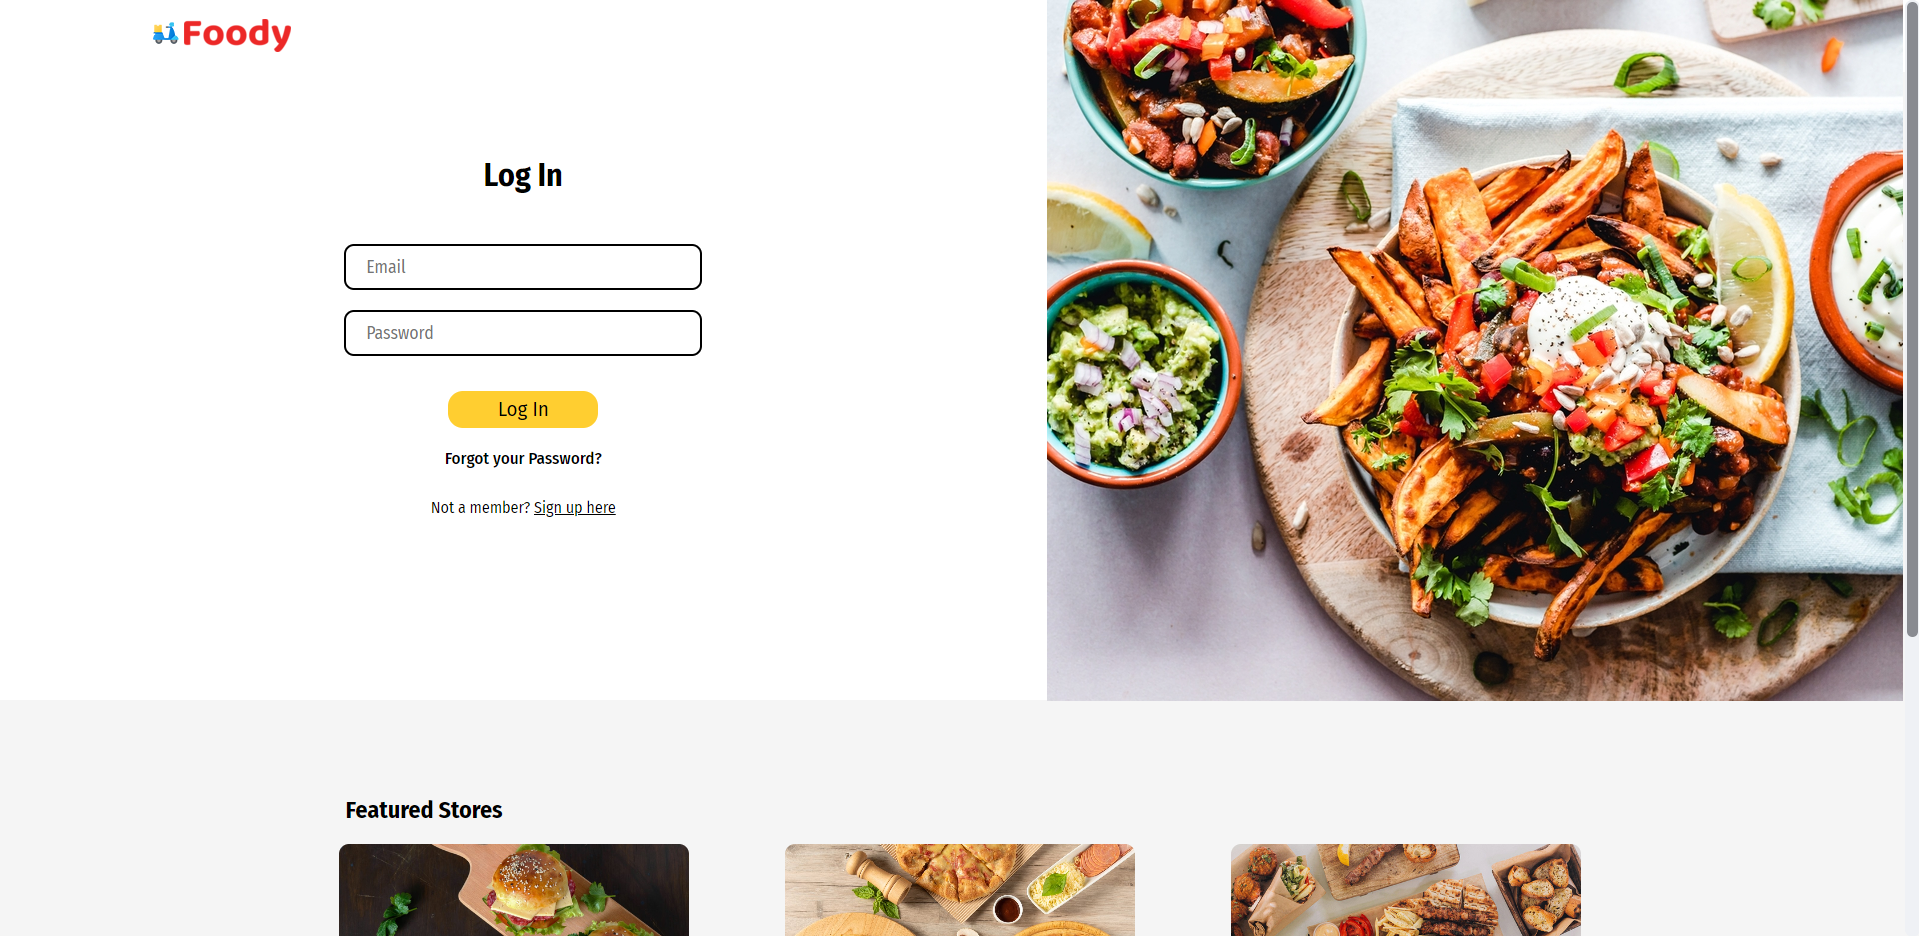 Foody
Log In
Email
Password
Log In
Forgot your Password?
Not a member? Sign up here
Featured Stores